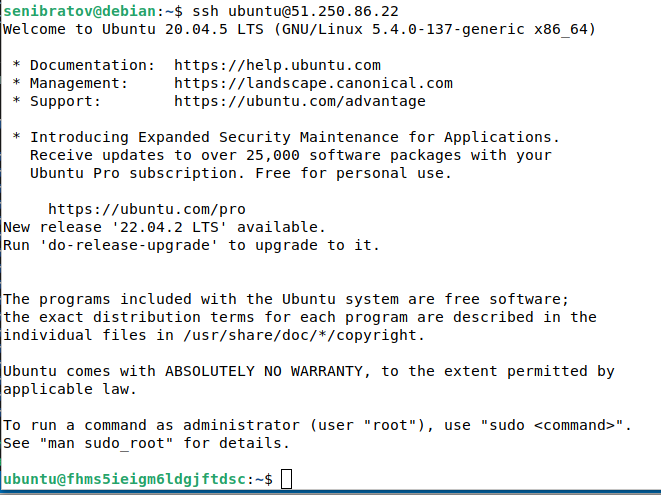 senibratov@debian:~$ ssh ubuntu@51.250.86.22
Welcome to Ubuntu 20.04.5 LTS (GNU/Linux 5.4.0-137-generic x86_64)
* Documentation:  https://help.ubuntu.com
* Management:     https://landscape.canonical.com
* Support:        https://ubuntu.com/advantage
* Introducing Expanded Security Maintenance for Applications.
Receive updates to over 25,000 software packages with your
Ubuntu Pro subscription. Free for personal use.
https://ubuntu.com/pro
New release '22.04.2 LTS' available.
Run 'do-release-upgrade' to upgrade to it.
The programs included with the Ubuntu system are free software;
the exact distribution terms for each program are described in the
individual files in /usr/share/doc/*/copyright.
Ubuntu comes with ABSOLUTELY NO WARRANTY, to the extent permitted by
applicable law.
To run a command as administrator (user "root"), use "sudo <command>".
See "man sudo_root" for details.
ubuntu@fhms5ieigm6ldgjftdsc:~$